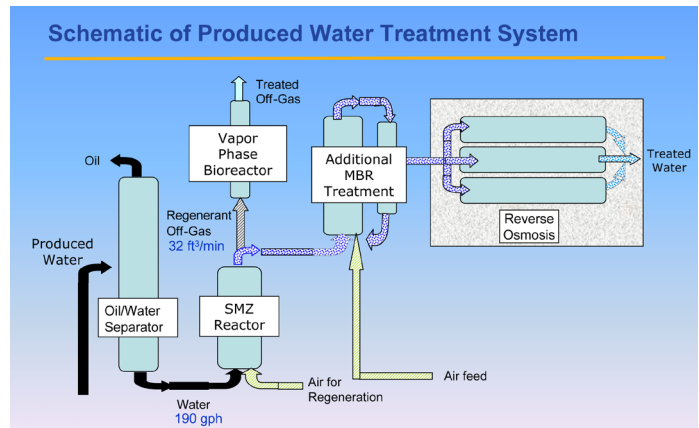 Schematic of Produced Water Treatment System
Treated
Off-Gas
Vapor
Phase
Bioreactor
Oil
Additional
MBR
Treatment
Treated
Water
Regenerant
Off-Gas
32 ft³/min
Reverse
Osmosis
Produced
Water
Oil/Water
Separator
SMZ
Reactor
Air for
Regeneration
Air feed
Water
190 gph